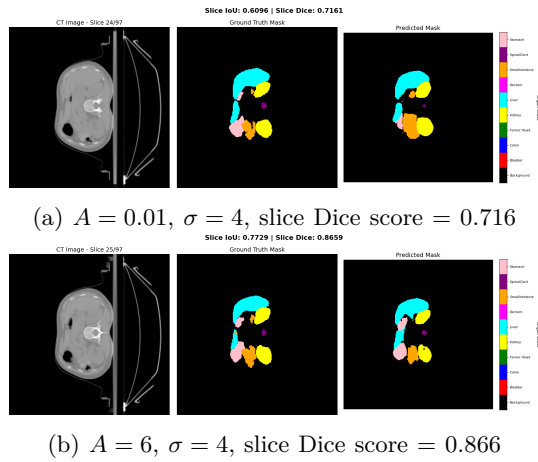 Slice IoU: 0.6096 | Slice Dice: 0.7161
CT Image - Slice 24/97
Ground Truth Mask
Predicted Mask
Stomach
SpinalCord
SmallIntestine
Rectum
Liver
Kidney
Femur Head
Colon
Bladder
Background
(a) A = 0.01, σ = 4, slice Dice score = 0.716
Slice IoU: 0.7729 | Slice Dice: 0.8659
CT Image - Slice 25/97
Ground Truth Mask
Predicted Mask
Stomach
SpinalCord
SmallIntestine
Rectum
Liver
Kidney
Femur Head
Colon
Bladder
Background
(b) A = 6, σ = 4, slice Dice score = 0.866